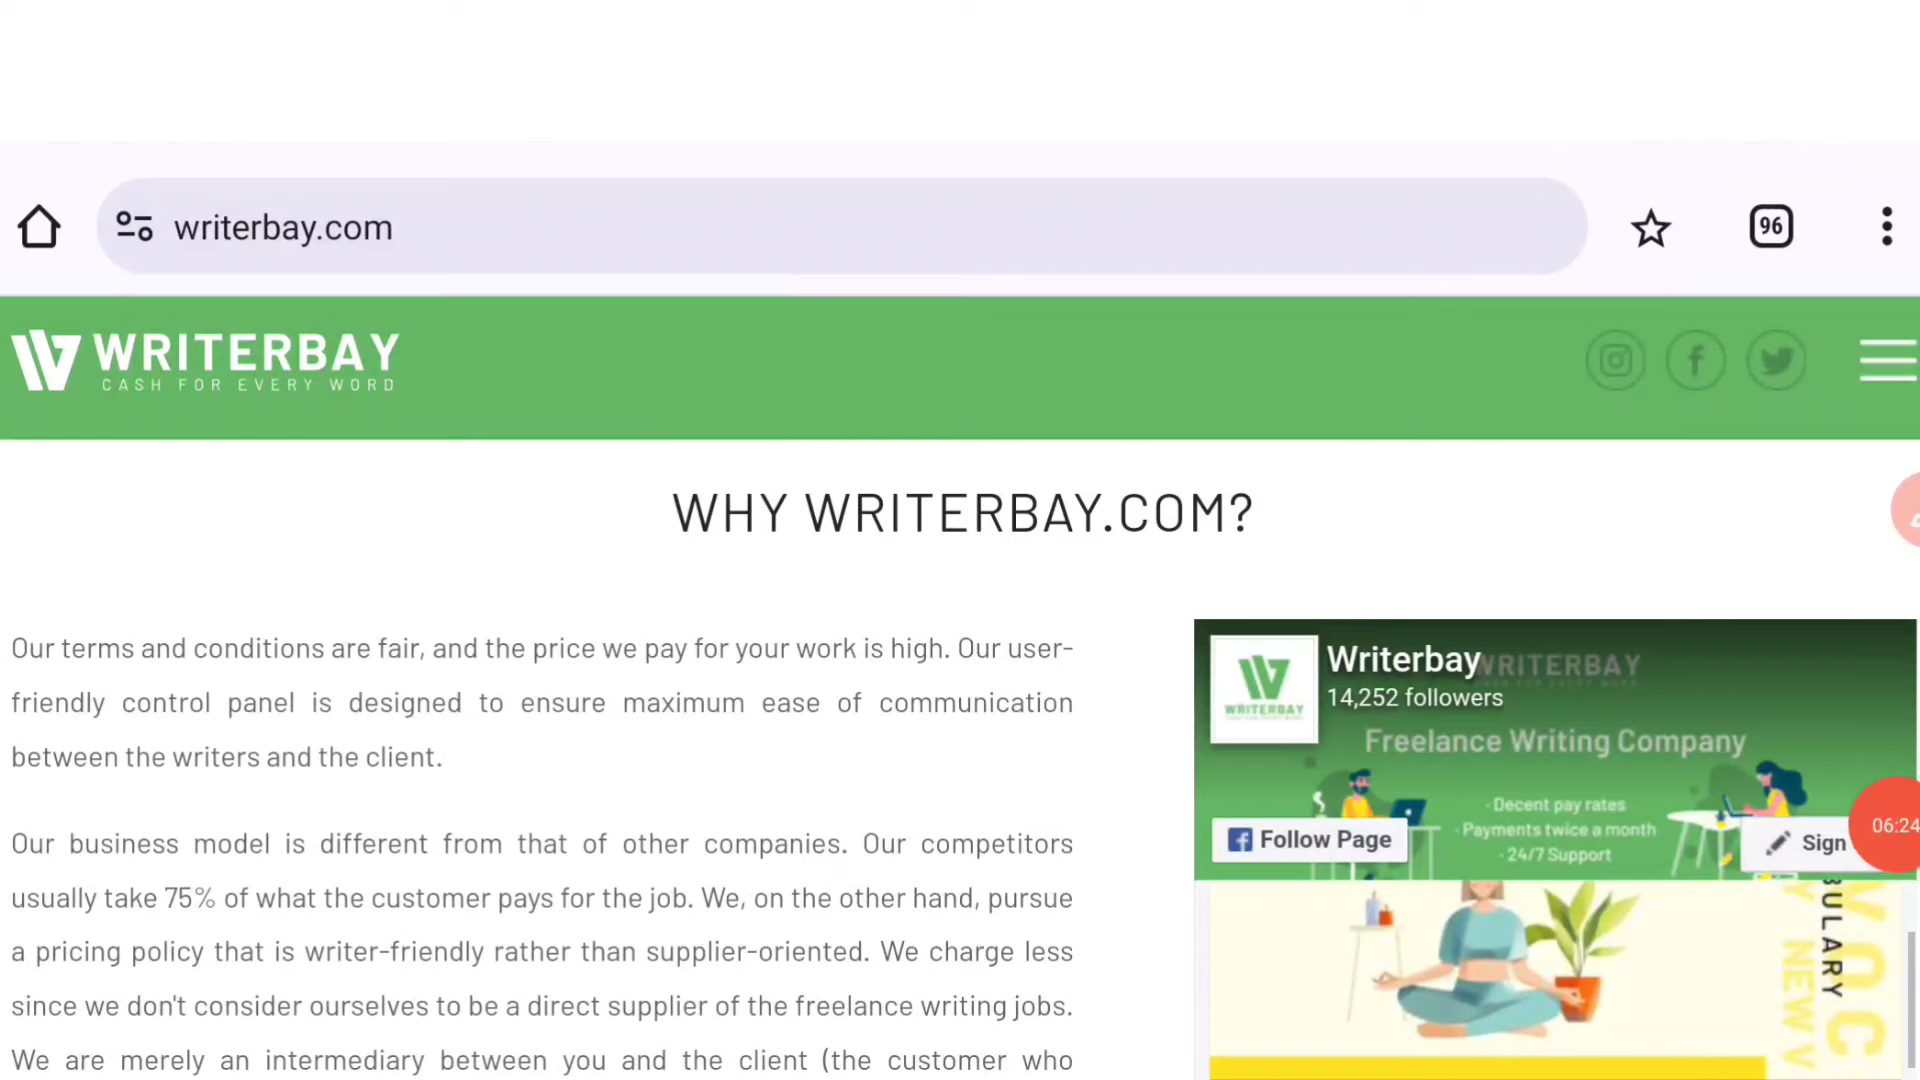 writerbay.com
96
WRITERBAY
CASH FOR EVERY WORD
WHY WRITERBAY.COM?
Our terms and conditions are fair, and the price we pay for your work is high. Our user-
friendly control panel is designed to ensure maximum ease of communication
between the writers and the client.
Our business model is different from that of other companies. Our competitors
usually take 75% of what the customer pays for the job. We, on the other hand, pursue
a pricing policy that is writer-friendly rather than supplier-oriented. We charge less
since we don't consider ourselves to be a direct supplier of the freelance writing jobs.
We are merely an intermediary between you and the client (the customer who
WRITERBAY
Writerbay
WRITERBAY
14,252 followers
Freelance Writing Company
· Decent pay rates
· Payments twice a month
· 24/7 Support
Follow Page
Sign
06:24
BULARY
NEW